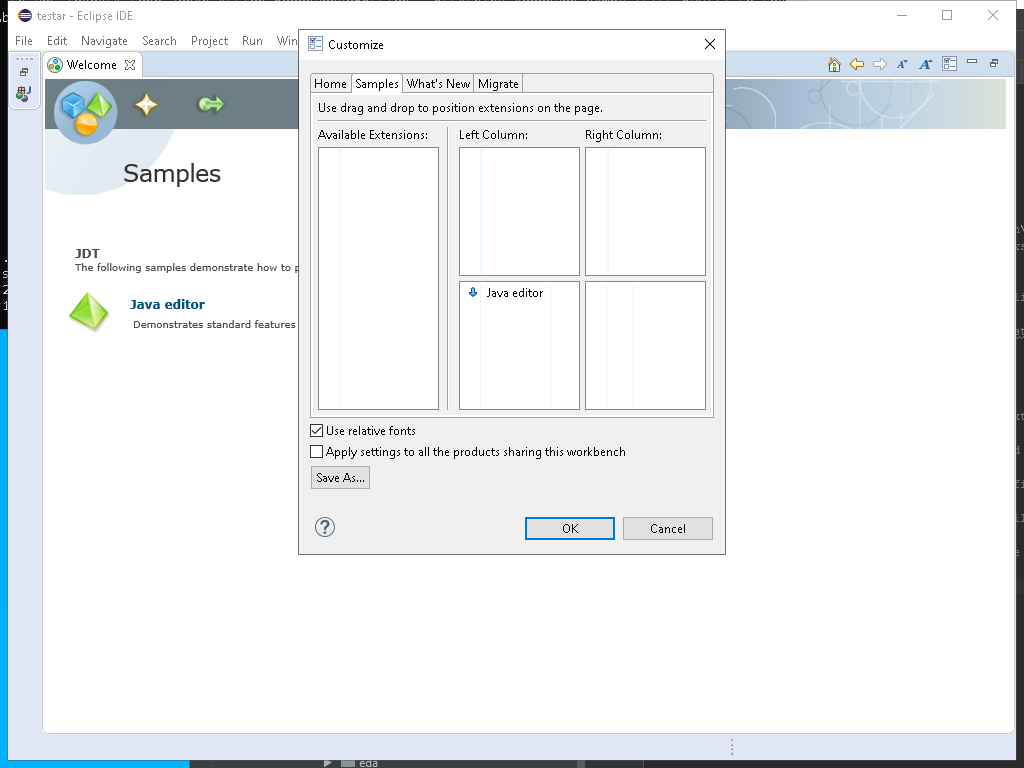 testar - Eclipse IDE
File Edit Navigate Search Project Run Win
Welcome
Samples
JDT
The following samples demonstrate how to p
Java editor
Demonstrates standard features
Customize
Home Samples What's New Migrate
Use drag and drop to position extensions on the page.
Available Extensions: Left Column: Right Column:
Java editor
Use relative fonts
Apply settings to all the products sharing this workbench
Save As...
?
OK Cancel
eda